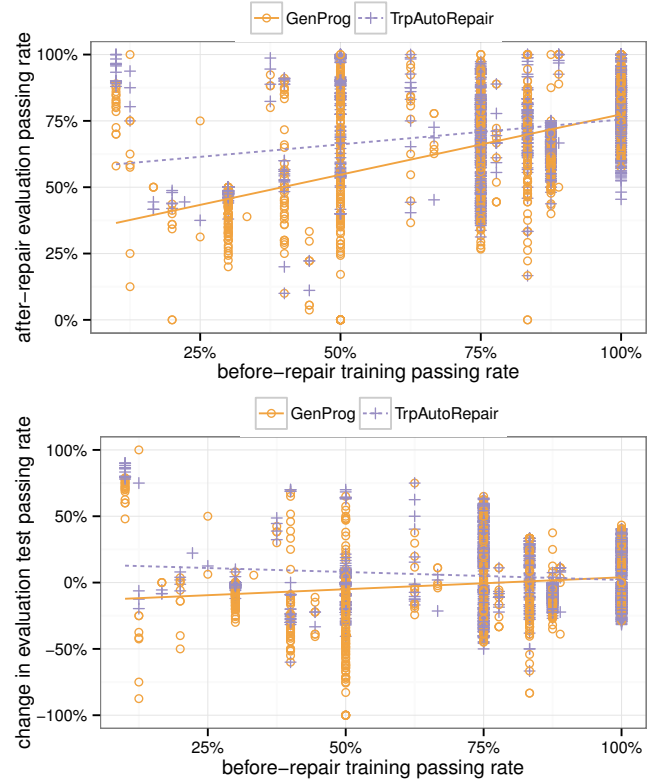 GenProg TrpAutoRepair
after−repair evaluation passing rate
100%
75%
50%
25%
0%
25% 50% 75% 100%
before−repair training passing rate
GenProg TrpAutoRepair
change in evaluation test passing rate
100%
50%
0%
−50%
−100%
25% 50% 75% 100%
before−repair training passing rate